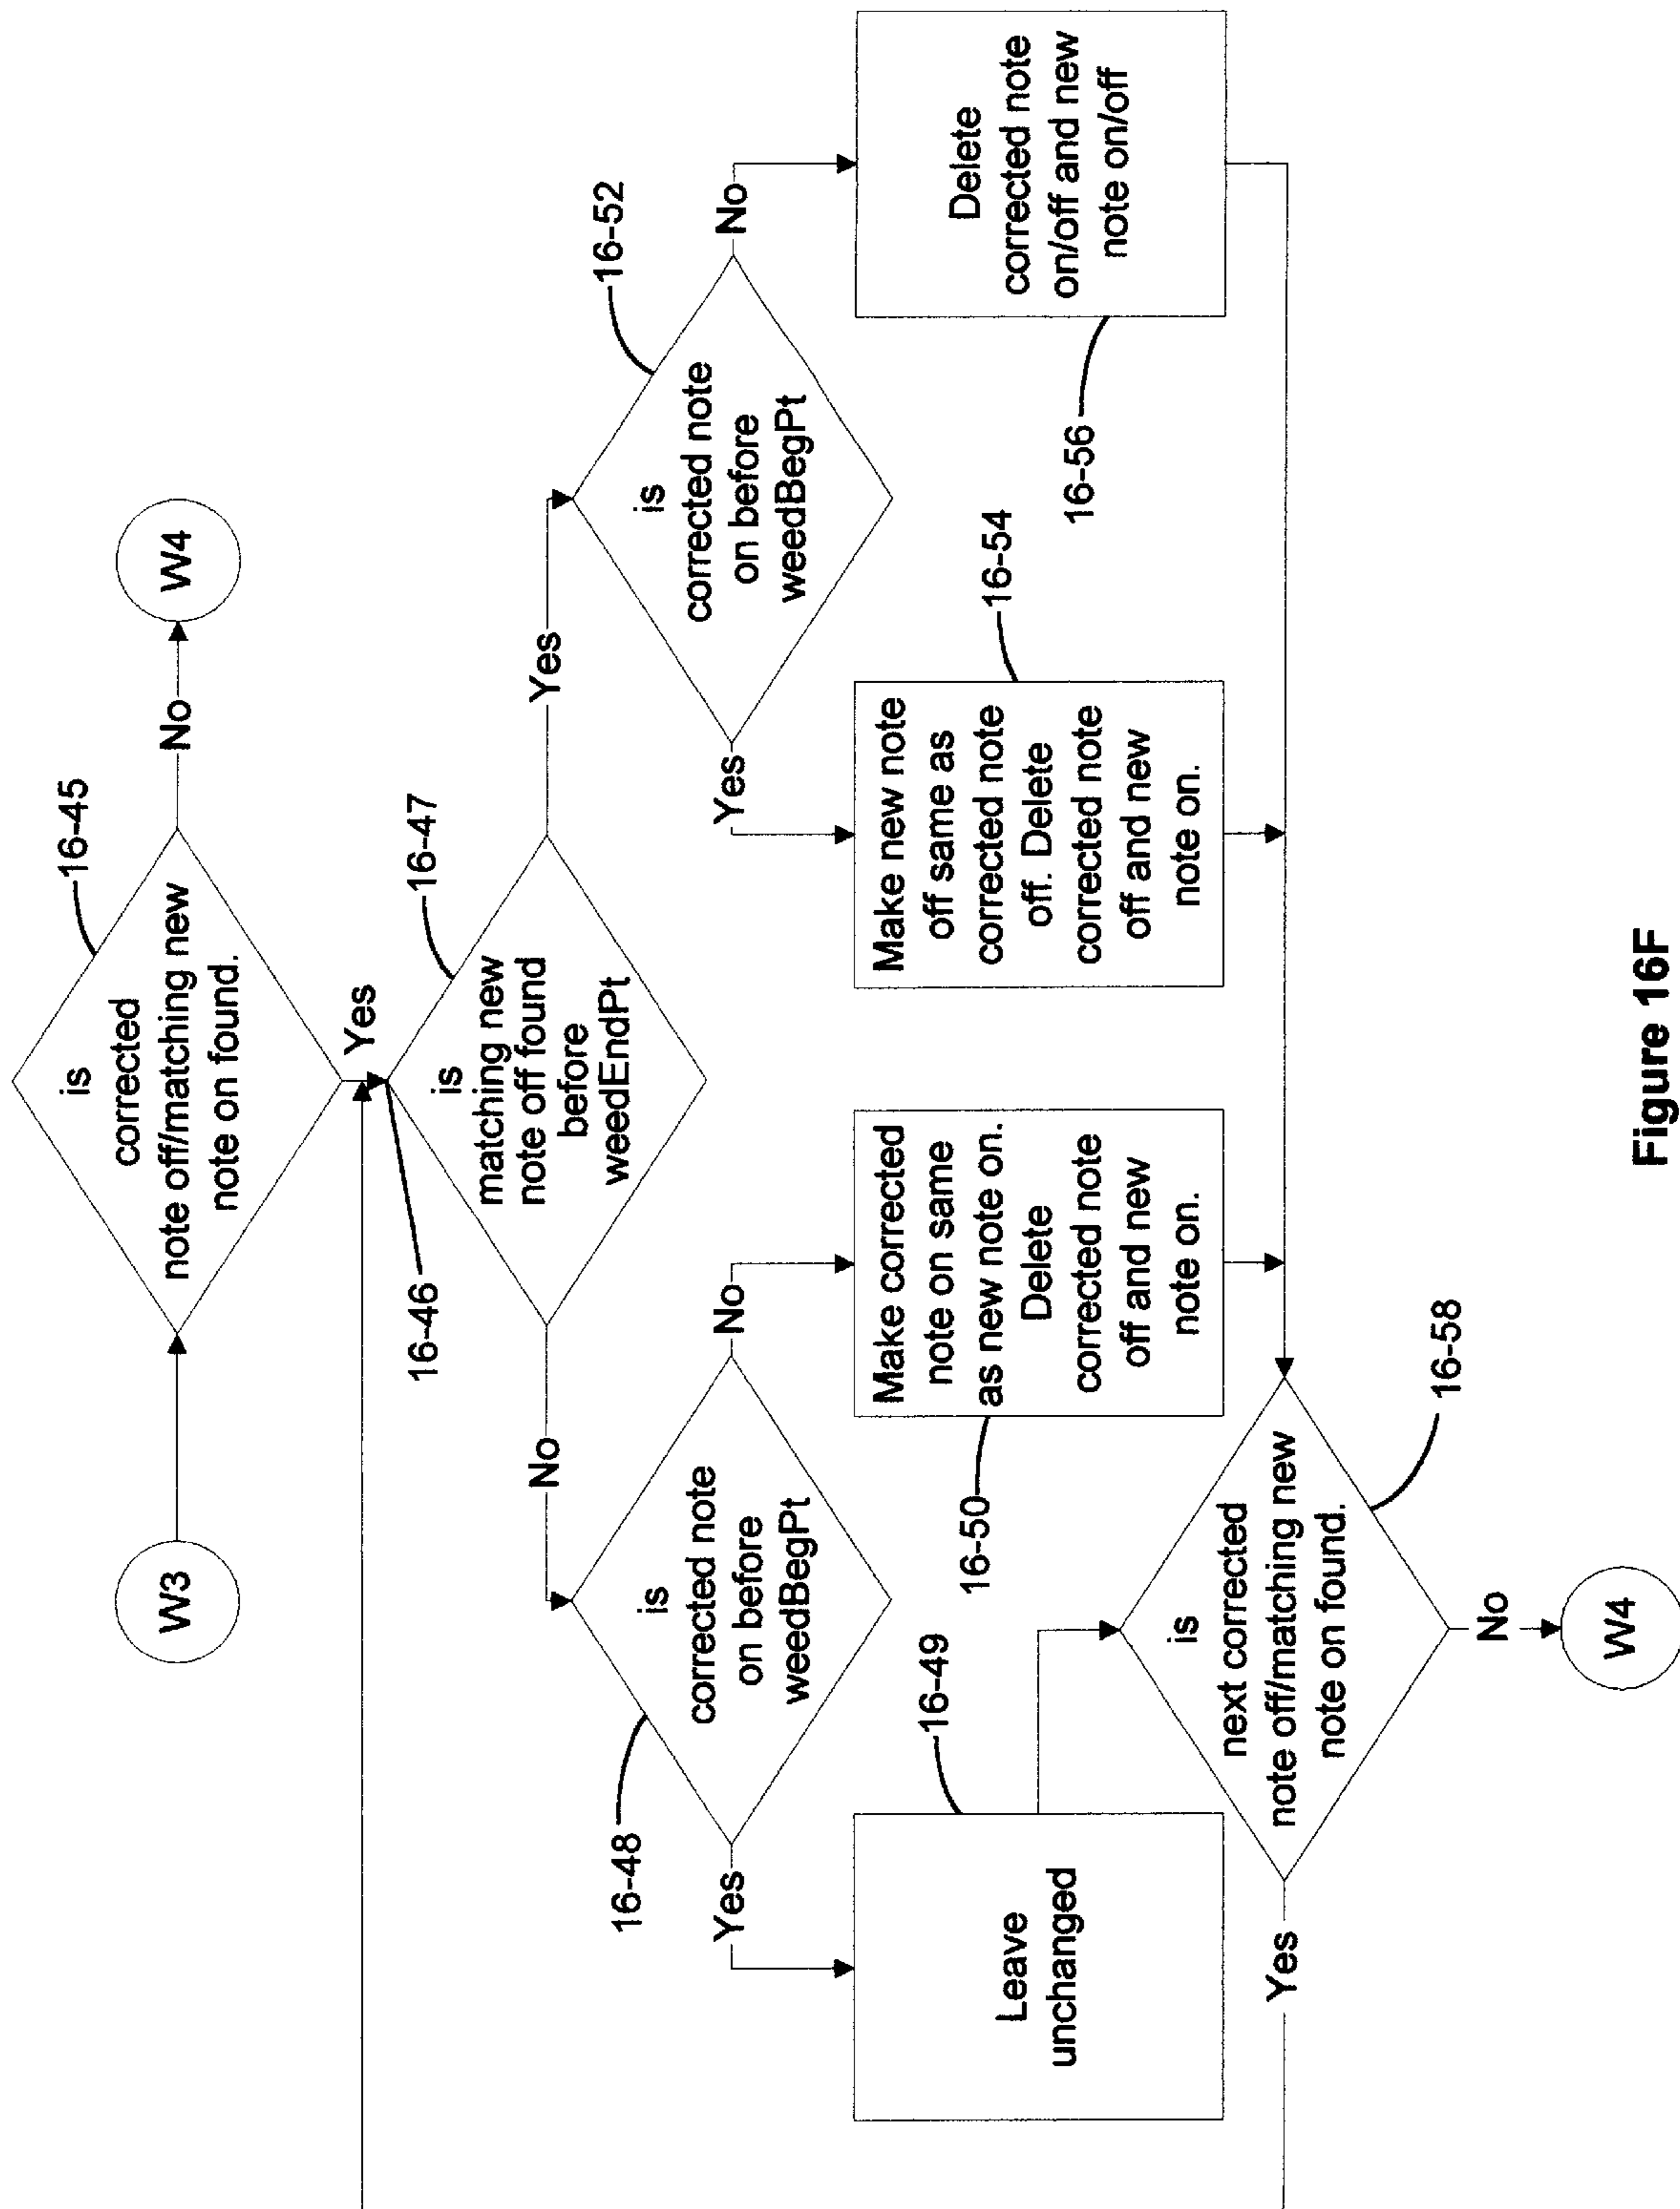 W3
is
corrected
note off/matching new
note on found.
16-45
No
W4
Yes
16-46
is
matching new
note off found
before
weedEndPt
16-47
No
Yes
is
corrected note
on before
weedBegPt
16-48
is
corrected note
on before
weedBegPt
16-52
Yes
No
Yes
No
Leave
unchanged
16-49
Make corrected
note on same
as new note on.
Delete
corrected note
off and new
note on.
16-50
Make new note
off same as
corrected note
off. Delete
corrected note
off and new
note on.
16-54
Delete
corrected note
on/off and new
note on/off
16-56
is
next corrected
note off/matching new
note on found.
16-58
Yes
No
W4
Figure 16F